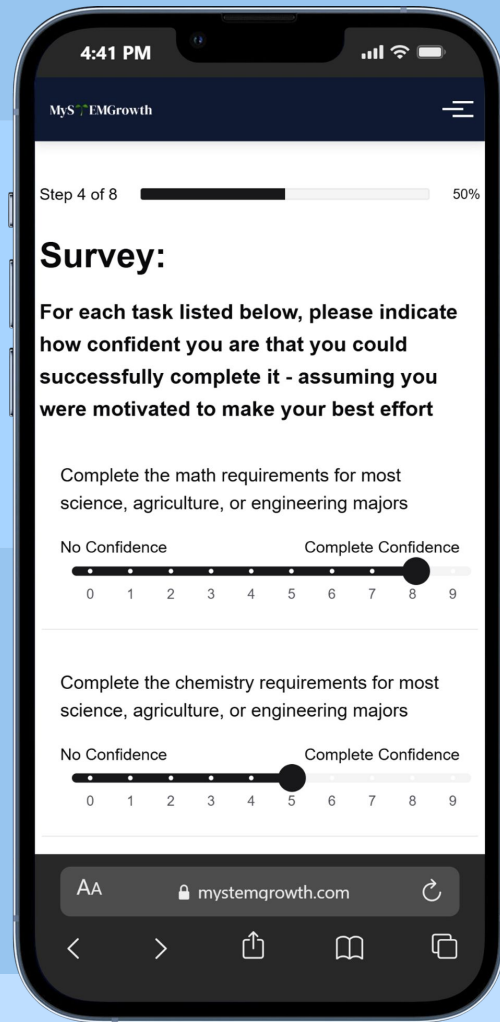 4:41 PM
MySTEMGrowth
Step 4 of 8 50%
Survey:
For each task listed below, please indicate
how confident you are that you could
successfully complete it - assuming you
were motivated to make your best effort
Complete the math requirements for most
science, agriculture, or engineering majors
No Confidence Complete Confidence
0 1 2 3 4 5 6 7 8 9
Complete the chemistry requirements for most
science, agriculture, or engineering majors
No Confidence Complete Confidence
0 1 2 3 4 5 6 7 8 9
AA mystemgrowth.com